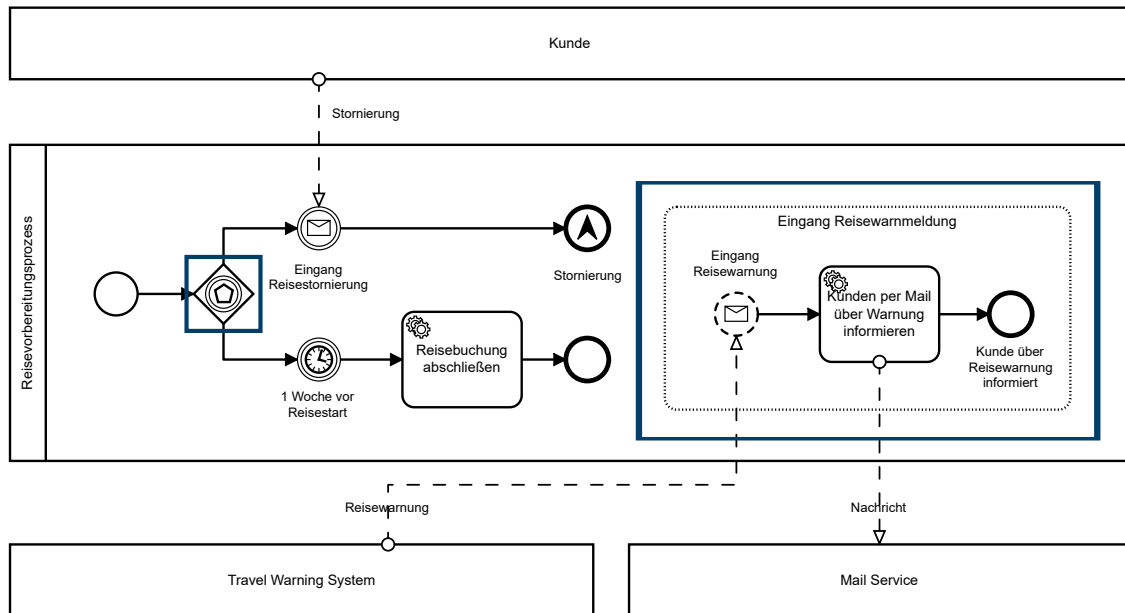 Kunde
Stornierung
Reisevorbereitungsprozess
Eingang
Reisestornierung
Stornierung
1 Woche vor
Reisestart
Reisebuchung
abschließen
Eingang Reisewarnmeldung
Eingang
Reisewarnung
Kunden per Mail
über Warnung
informieren
Kunde über
Reisewarnung
informiert
Reisewarnung
Nachricht
Travel Warning System
Mail Service